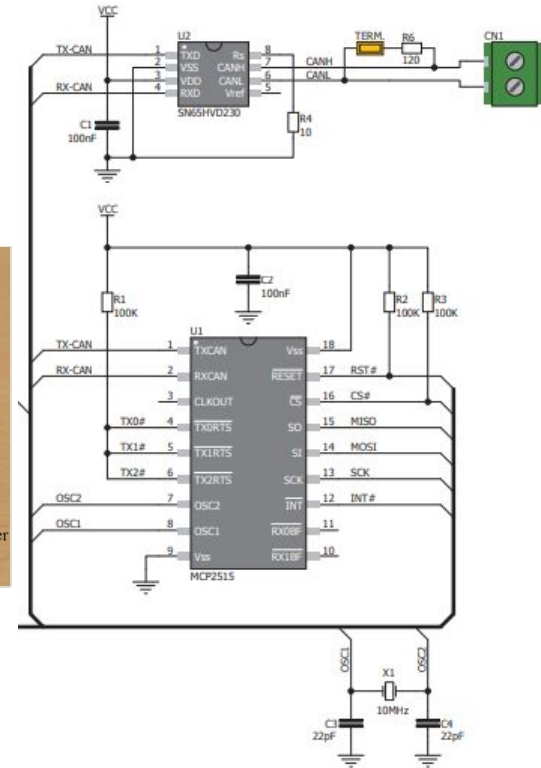 VCC
U2
TX-CAN
1
TXD
Rs
8
2
VSS
CANH
7
CANH
3
VDD
CANL
6
CANL
RX-CAN
4
RXD
Vref
5
SN65HVD230
TERM.
R6
120
CN1
C1
100nF
R4
10
VCC
R1
100K
C2
100nF
R2
100K
R3
100K
U1
TX-CAN
1
TXCAN
Vss
18
RX-CAN
2
RXCAN
RESET
17
RST#
3
CLKOUT
CS
16
CS#
TX0#
4
TX0RTS
SO
15
MISO
TX1#
5
TX1RTS
SI
14
MOSI
TX2#
6
TX2RTS
SCK
13
SCK
OSC2
7
OSC2
INT
12
INT#
OSC1
8
OSC1
RX0BF
11
9
Vss
RX1BF
10
MCP2515
er
OSC1
OSC2
X1
10MHz
C3
22pF
C4
22pF